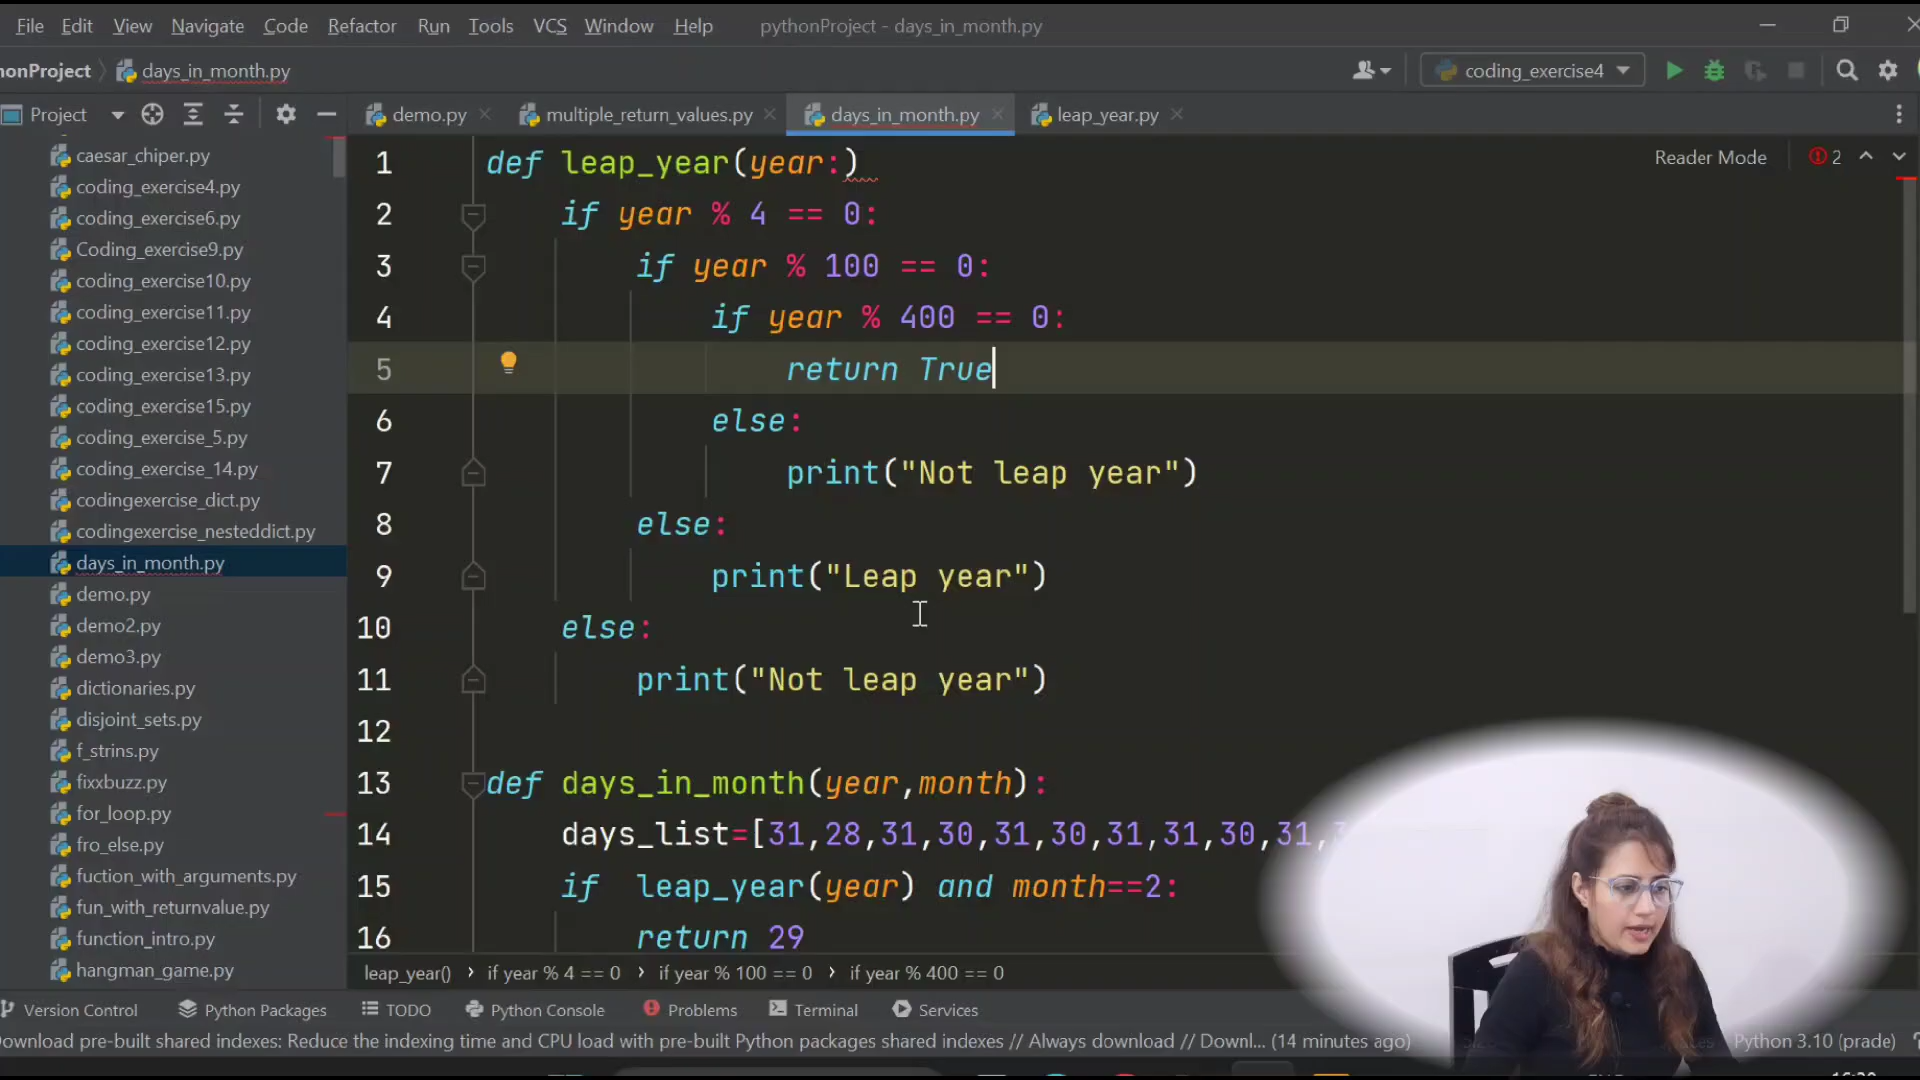 File Edit View Navigate Code Refactor Run Tools VCS Window Help pythonProject - days_in_month.py
honProject days_in_month.py coding_exercise4
Project demo.py multiple_return_values.py days_in_month.py leap_year.py
Reader Mode 2
caesar_chiper.py
coding_exercise4.py
coding_exercise6.py
Coding_exercise9.py
coding_exercise10.py
coding_exercise11.py
coding_exercise12.py
coding_exercise13.py
coding_exercise15.py
coding_exercise_5.py
coding_exercise_14.py
codingexercise_dict.py
codingexercise_nesteddict.py
days_in_month.py
demo.py
demo2.py
demo3.py
dictionaries.py
disjoint_sets.py
f_strins.py
fixxbuzz.py
for_loop.py
fro_else.py
fuction_with_arguments.py
fun_with_returnvalue.py
function_intro.py
hangman_game.py
1 def leap_year(year:)
2 if year % 4 == 0:
3 if year % 100 == 0:
4 if year % 400 == 0:
5 return True
6 else:
7 print("Not leap year")
8 else:
9 print("Leap year")
10 else:
11 print("Not leap year")
12
13 def days_in_month(year,month):
14 days_list=[31,28,31,30,31,30,31,31,30,31,
15 if leap_year(year) and month==2:
16 return 29
leap_year() › if year % 4 == 0 › if year % 100 == 0 › if year % 400 == 0
Version Control Python Packages TODO Python Console Problems Terminal Services
ownload pre-built shared indexes: Reduce the indexing time and CPU load with pre-built Python packages shared indexes // Always download // Downl... (14 minutes ago) Python 3.10 (prade)